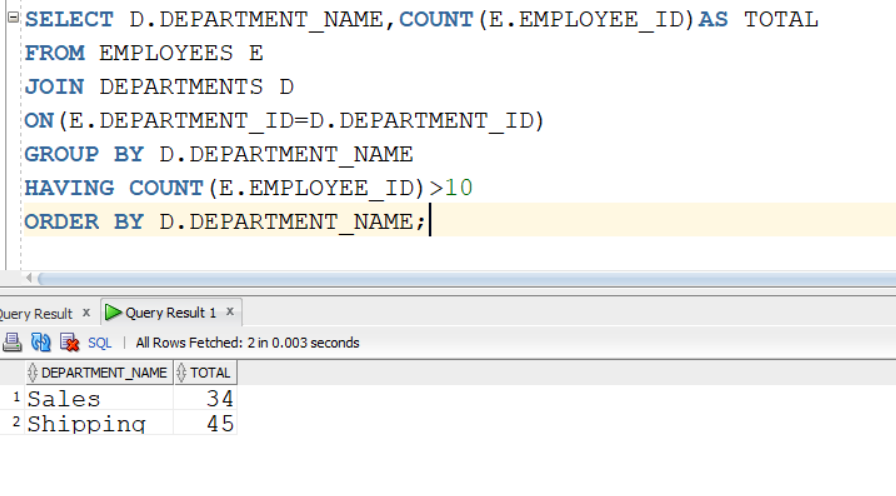 SELECT D.DEPARTMENT_NAME,COUNT(E.EMPLOYEE_ID)AS TOTAL
FROM EMPLOYEES E
JOIN DEPARTMENTS D
ON(E.DEPARTMENT_ID=D.DEPARTMENT_ID)
GROUP BY D.DEPARTMENT_NAME
HAVING COUNT(E.EMPLOYEE_ID)>10
ORDER BY D.DEPARTMENT_NAME;
Query Result x Query Result 1 x
SQL | All Rows Fetched: 2 in 0.003 seconds
DEPARTMENT_NAME TOTAL
1 Sales 34
2 Shipping 45